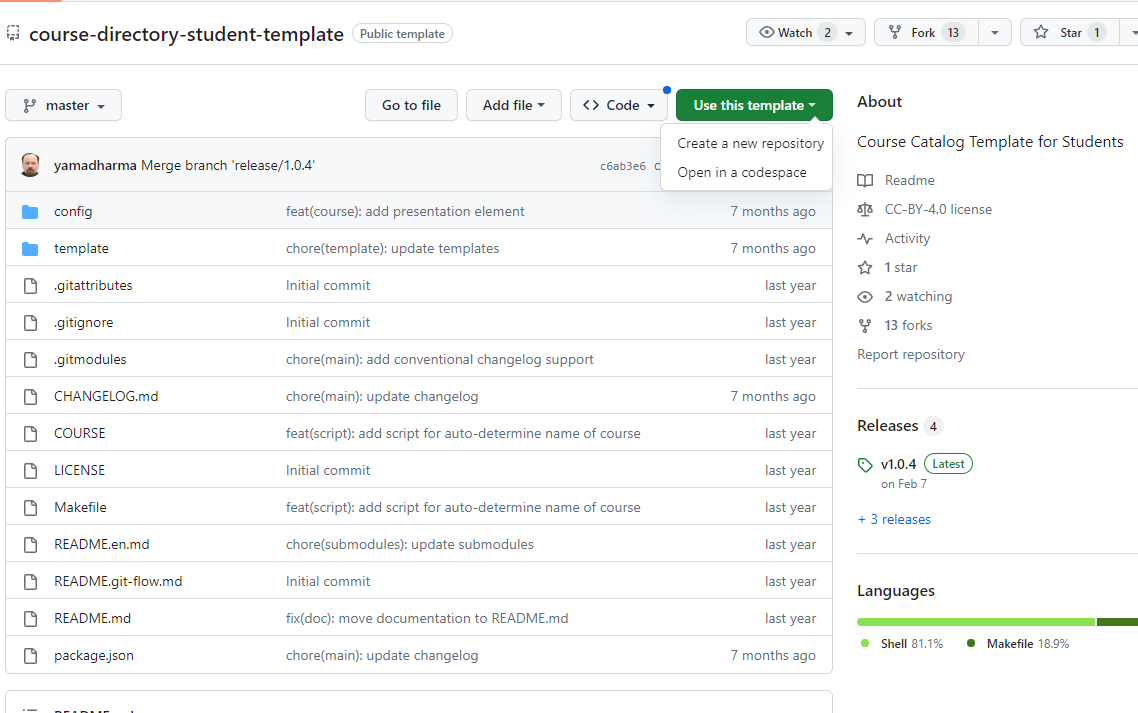 course-directory-student-template Public template Watch 2 Fork 13 Star 1
master Go to file Add file <> Code Use this template
Create a new repository
Open in a codespace
yamadharma Merge branch 'release/1.0.4' c6ab3e6
config feat(course): add presentation element 7 months ago
template chore(template): update templates 7 months ago
.gitattributes Initial commit last year
.gitignore Initial commit last year
.gitmodules chore(main): add conventional changelog support last year
CHANGELOG.md chore(main): update changelog 7 months ago
COURSE feat(script): add script for auto-determine name of course last year
LICENSE Initial commit last year
Makefile feat(script): add script for auto-determine name of course last year
README.en.md chore(submodules): update submodules last year
README.git-flow.md Initial commit last year
README.md fix(doc): move documentation to README.md last year
package.json chore(main): update changelog 7 months ago
About
Course Catalog Template for Students
Readme
CC-BY-4.0 license
Activity
1 star
2 watching
13 forks
Report repository
Releases 4
v1.0.4 Latest
on Feb 7
+ 3 releases
Languages
Shell 81.1% Makefile 18.9%